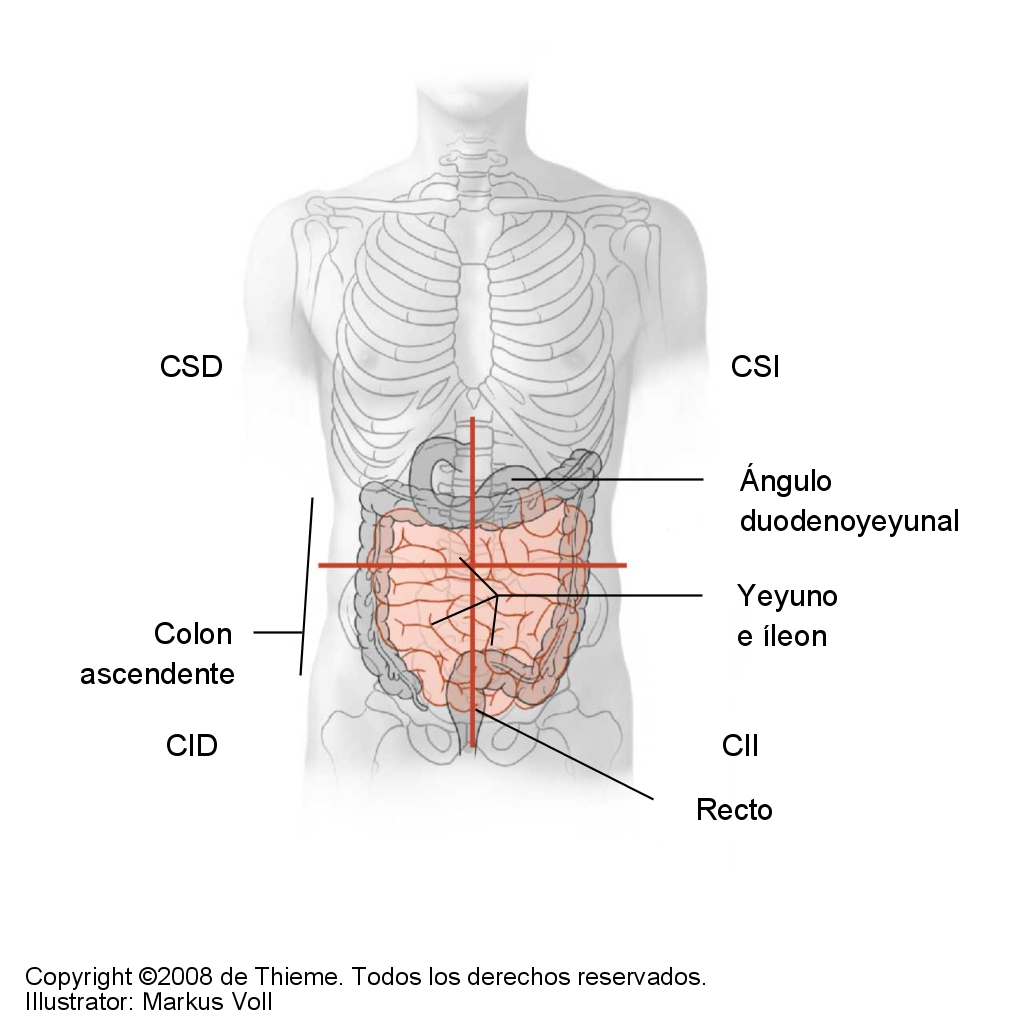 CSD
CSI
Ángulo
duodenoyeyunal
Yeyuno
e íleon
Colon
ascendente
CID
CII
Recto
Copyright ©2008 de Thieme. Todos los derechos reservados.
Illustrator: Markus Voll